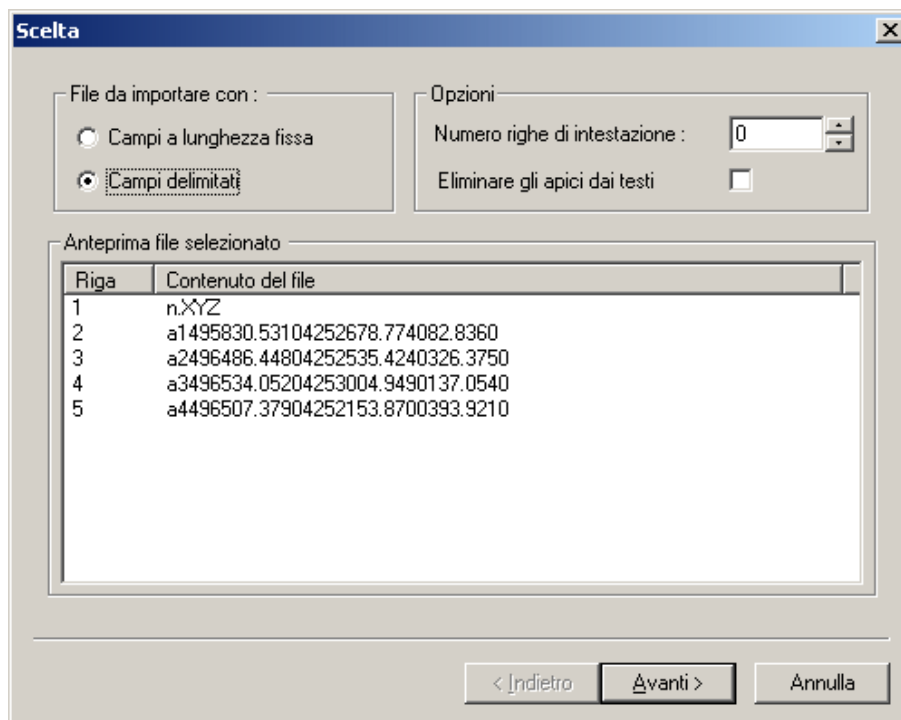 Scelta
File da importare con :
Campi a lunghezza fissa
Campi delimitati
Opzioni
Numero righe di intestazione : 0
Eliminare gli apici dai testi
Anteprima file selezionato
Riga Contenuto del file
1 n.XYZ
2 a1495830.53104252678.774082.8360
3 a2496486.44804252535.4240326.3750
4 a3496534.05204253004.9490137.0540
5 a4496507.37904252153.8700393.9210
< Indietro Avanti > Annulla